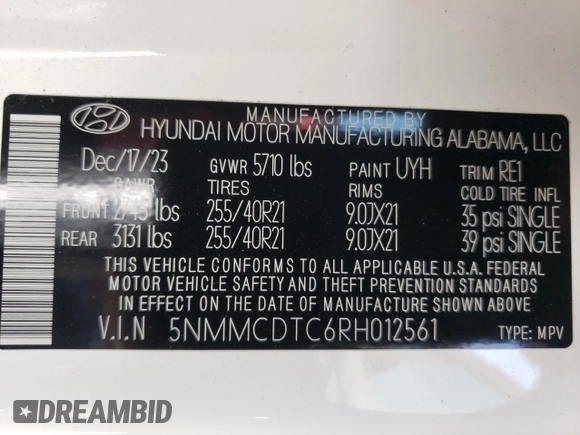 MANUFACTURED BY
HYUNDAI MOTOR MANUFACTURING ALABAMA, LLC
Dec/17/23 GVWR 5710 lbs PAINT UYH TRIM RE1
GAWR TIRES RIMS COLD TIRE INFL
FRONT lbs 255/40R21 9.0JX21 35 psi SINGLE
REAR 3131 lbs 255/40R21 9.0JX21 39 psi SINGLE
THIS VEHICLE CONFORMS TO ALL APPLICABLE U.S.A. FEDERAL
MOTOR VEHICLE SAFETY AND THEFT PREVENTION STANDARDS
IN EFFECT ON THE DATE OF MANUFACTURE SHOWN ABOVE.
V.I.N 5NMMCDTC6RH012561 TYPE: MPV
DREAMBID